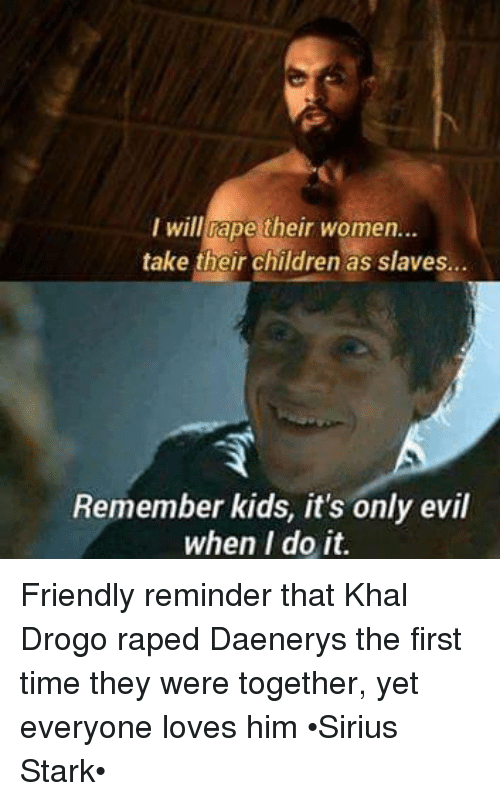 I will rape their women...
take their children as slaves...
Remember kids, it's only evil
when I do it.
Friendly reminder that Khal
Drogo raped Daenerys the first
time they were together, yet
everyone loves him •Sirius
Stark•